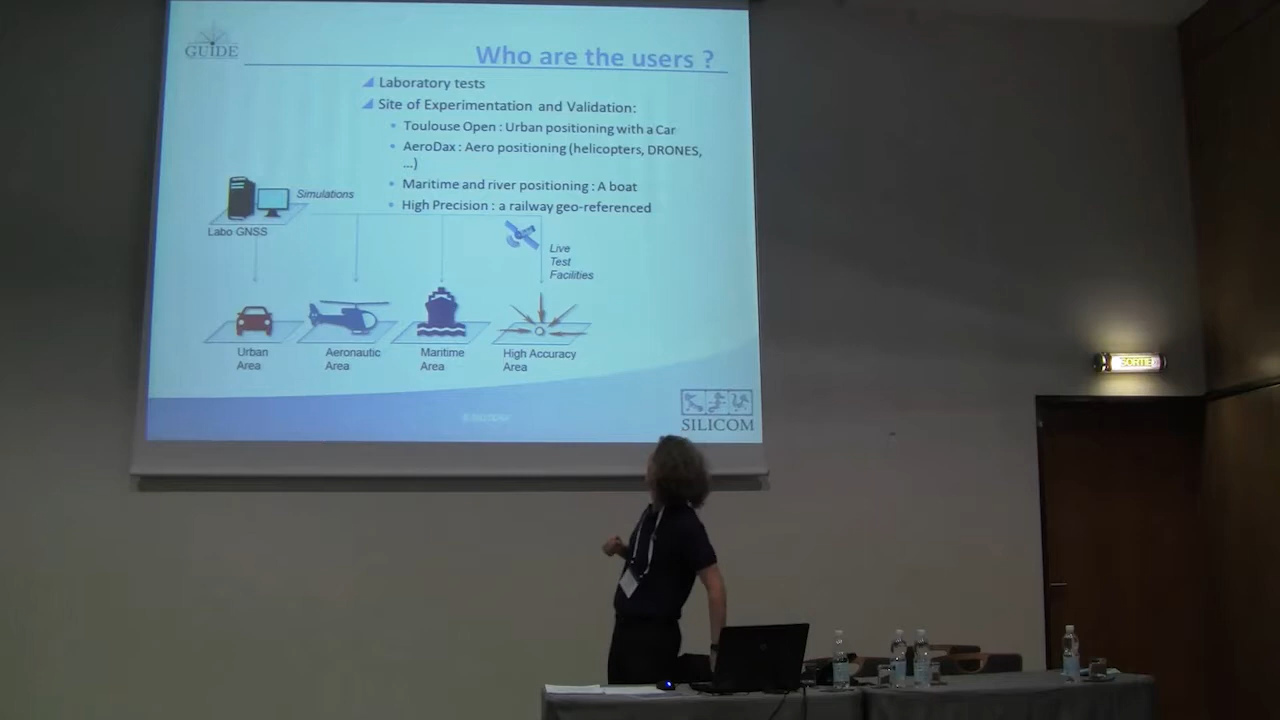 GUIDE
Who are the users ?
Laboratory tests
Site of Experimentation and Validation:
Toulouse Open : Urban positioning with a Car
AeroDax : Aero positioning (helicopters, DRONES,
...)
Maritime and river positioning : A boat
High Precision : a railway geo-referenced
Simulations
Labo GNSS
Live
Test
Facilities
Urban
Area
Aeronautic
Area
Maritime
Area
High Accuracy
Area
SILICOM